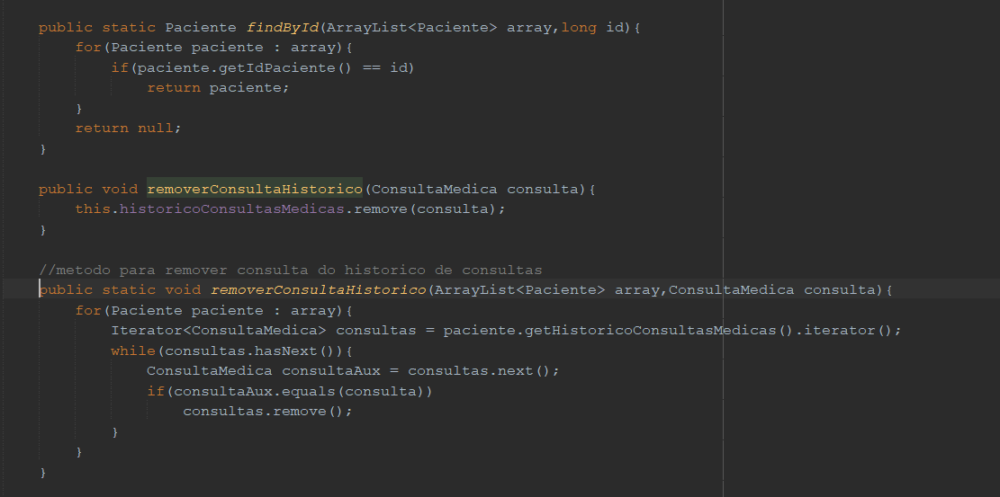 public static Paciente findById(ArrayList<Paciente> array,long id){
for(Paciente paciente : array){
if(paciente.getIdPaciente() == id)
return paciente;
}
return null;
}
public void removerConsultaHistorico(ConsultaMedica consulta){
this.historicoConsultasMedicas.remove(consulta);
}
//metodo para remover consulta do historico de consultas
public static void removerConsultaHistorico(ArrayList<Paciente> array,ConsultaMedica consulta){
for(Paciente paciente : array){
Iterator<ConsultaMedica> consultas = paciente.getHistoricoConsultasMedicas().iterator();
while(consultas.hasNext()){
ConsultaMedica consultaAux = consultas.next();
if(consultaAux.equals(consulta))
consultas.remove();
}
}
}